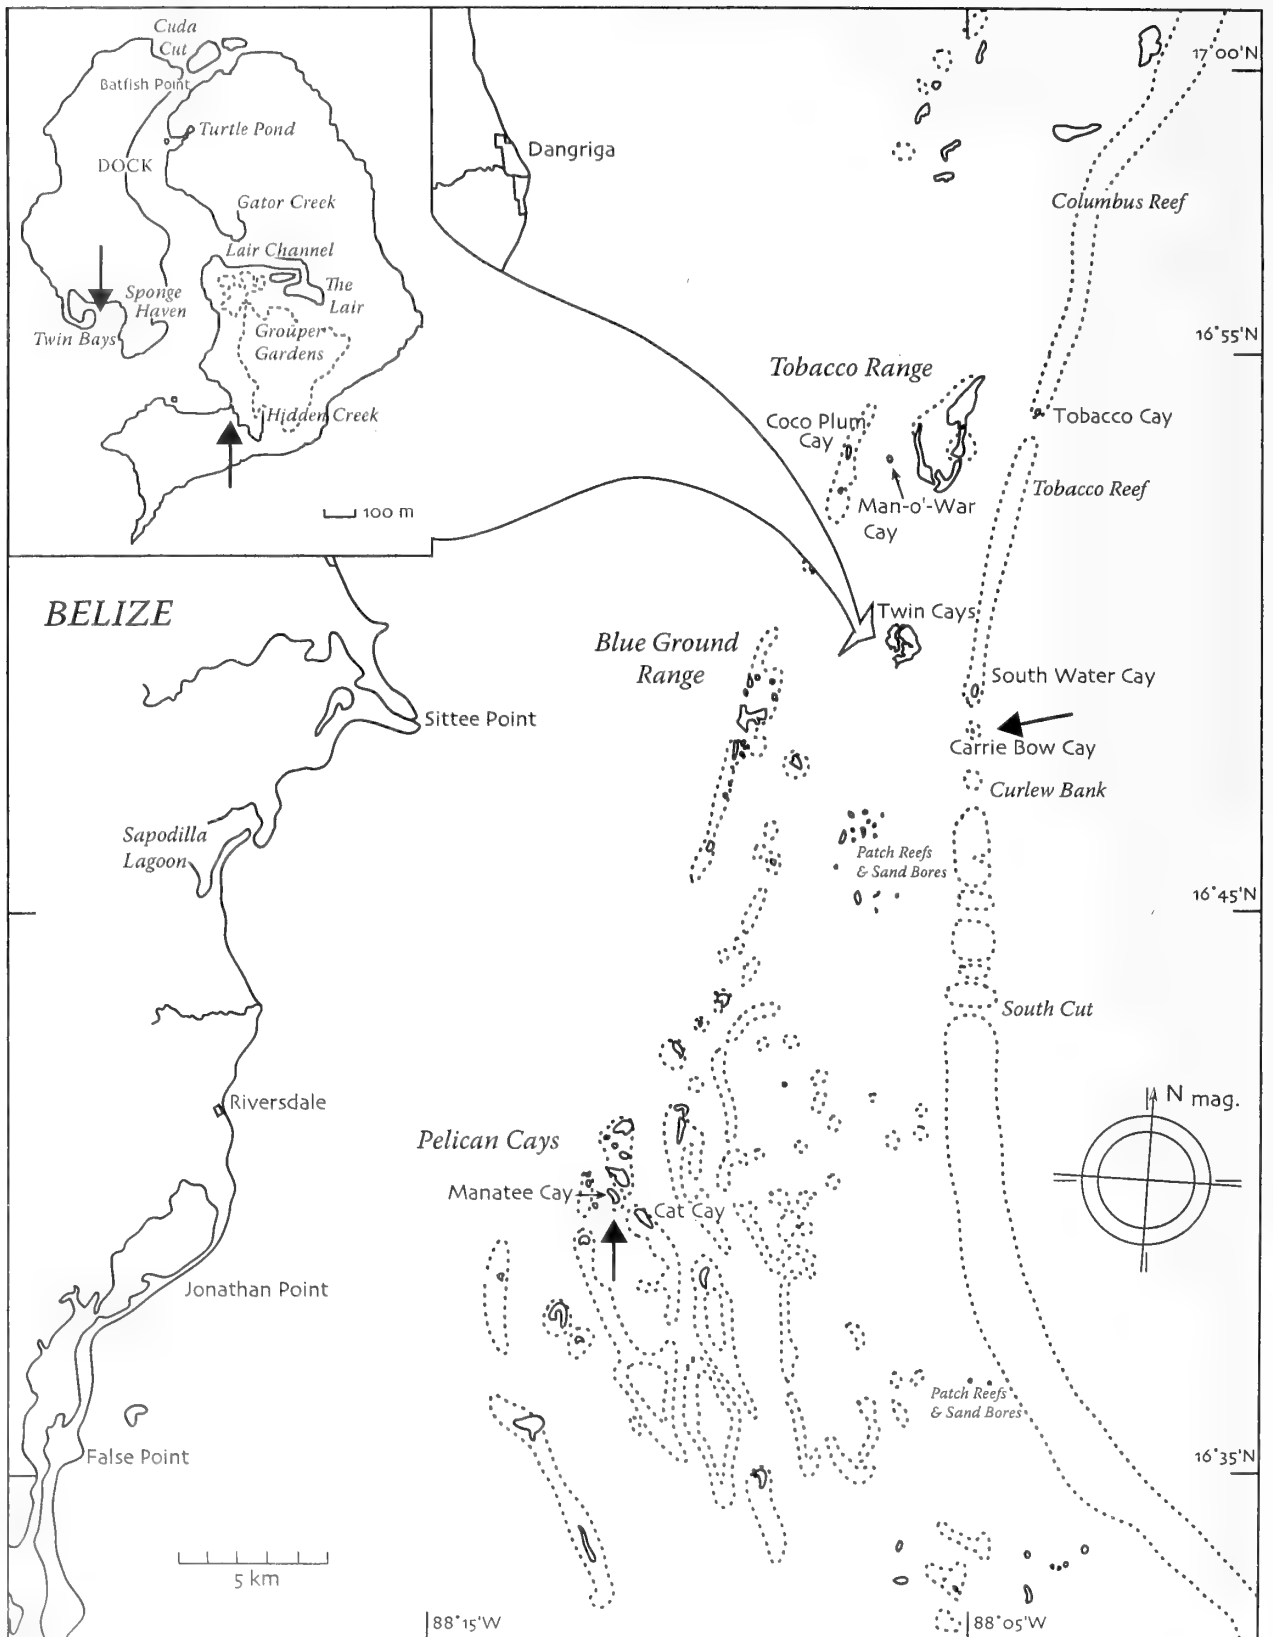 Cuda
Cut
Batfish Point
Turtle Pond
DOCK
Gator Creek
Lair Channel
The
Lair
Sponge
Haven
Twin Bays
Grouper
Gardens
Hidden Creek
100 m
17°00'N
Dangriga
Columbus Reef
16°55'N
Tobacco Range
Coco Plum
Cay
Tobacco Cay
Tobacco Reef
Man-o'-War
Cay
BELIZE
Twin Cays
Blue Ground
Range
South Water Cay
Sittee Point
Carrie Bow Cay
Curlew Bank
Sapodilla
Lagoon
Patch Reefs
& Sand Bores
16°45'N
South Cut
Riversdale
N mag.
Pelican Cays
Manatee Cay
Cat Cay
Jonathan Point
Patch Reefs
& Sand Bores
False Point
16°35'N
5 km
88°15'W
88°05'W